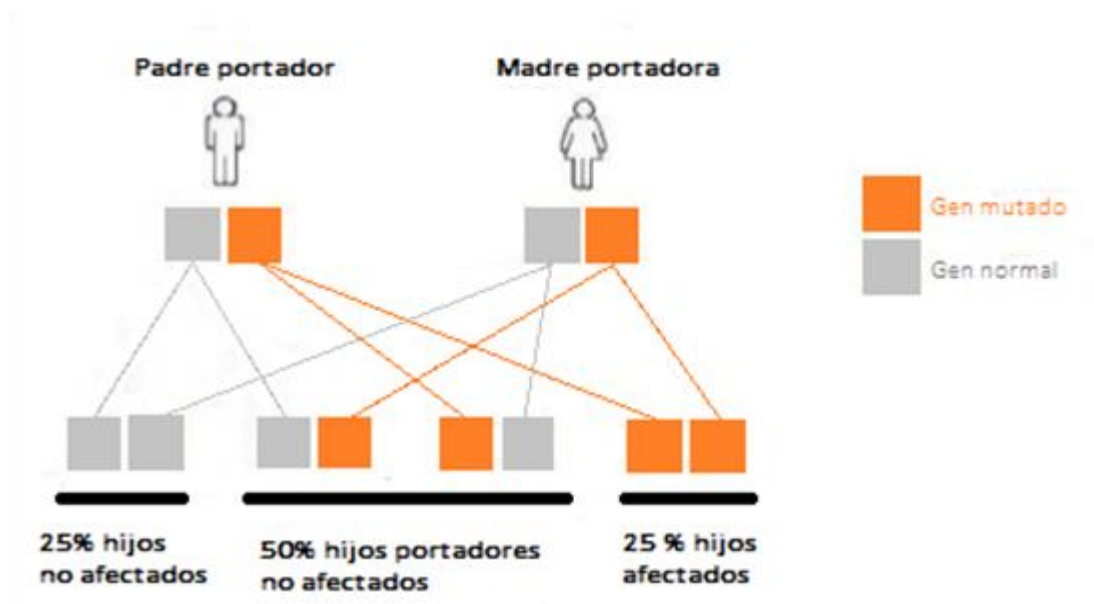 Padre portador
Madre portadora
Gen mutado
Gen normal
25% hijos
no afectados
50% hijos portadores
no afectados
25 % hijos
afectados